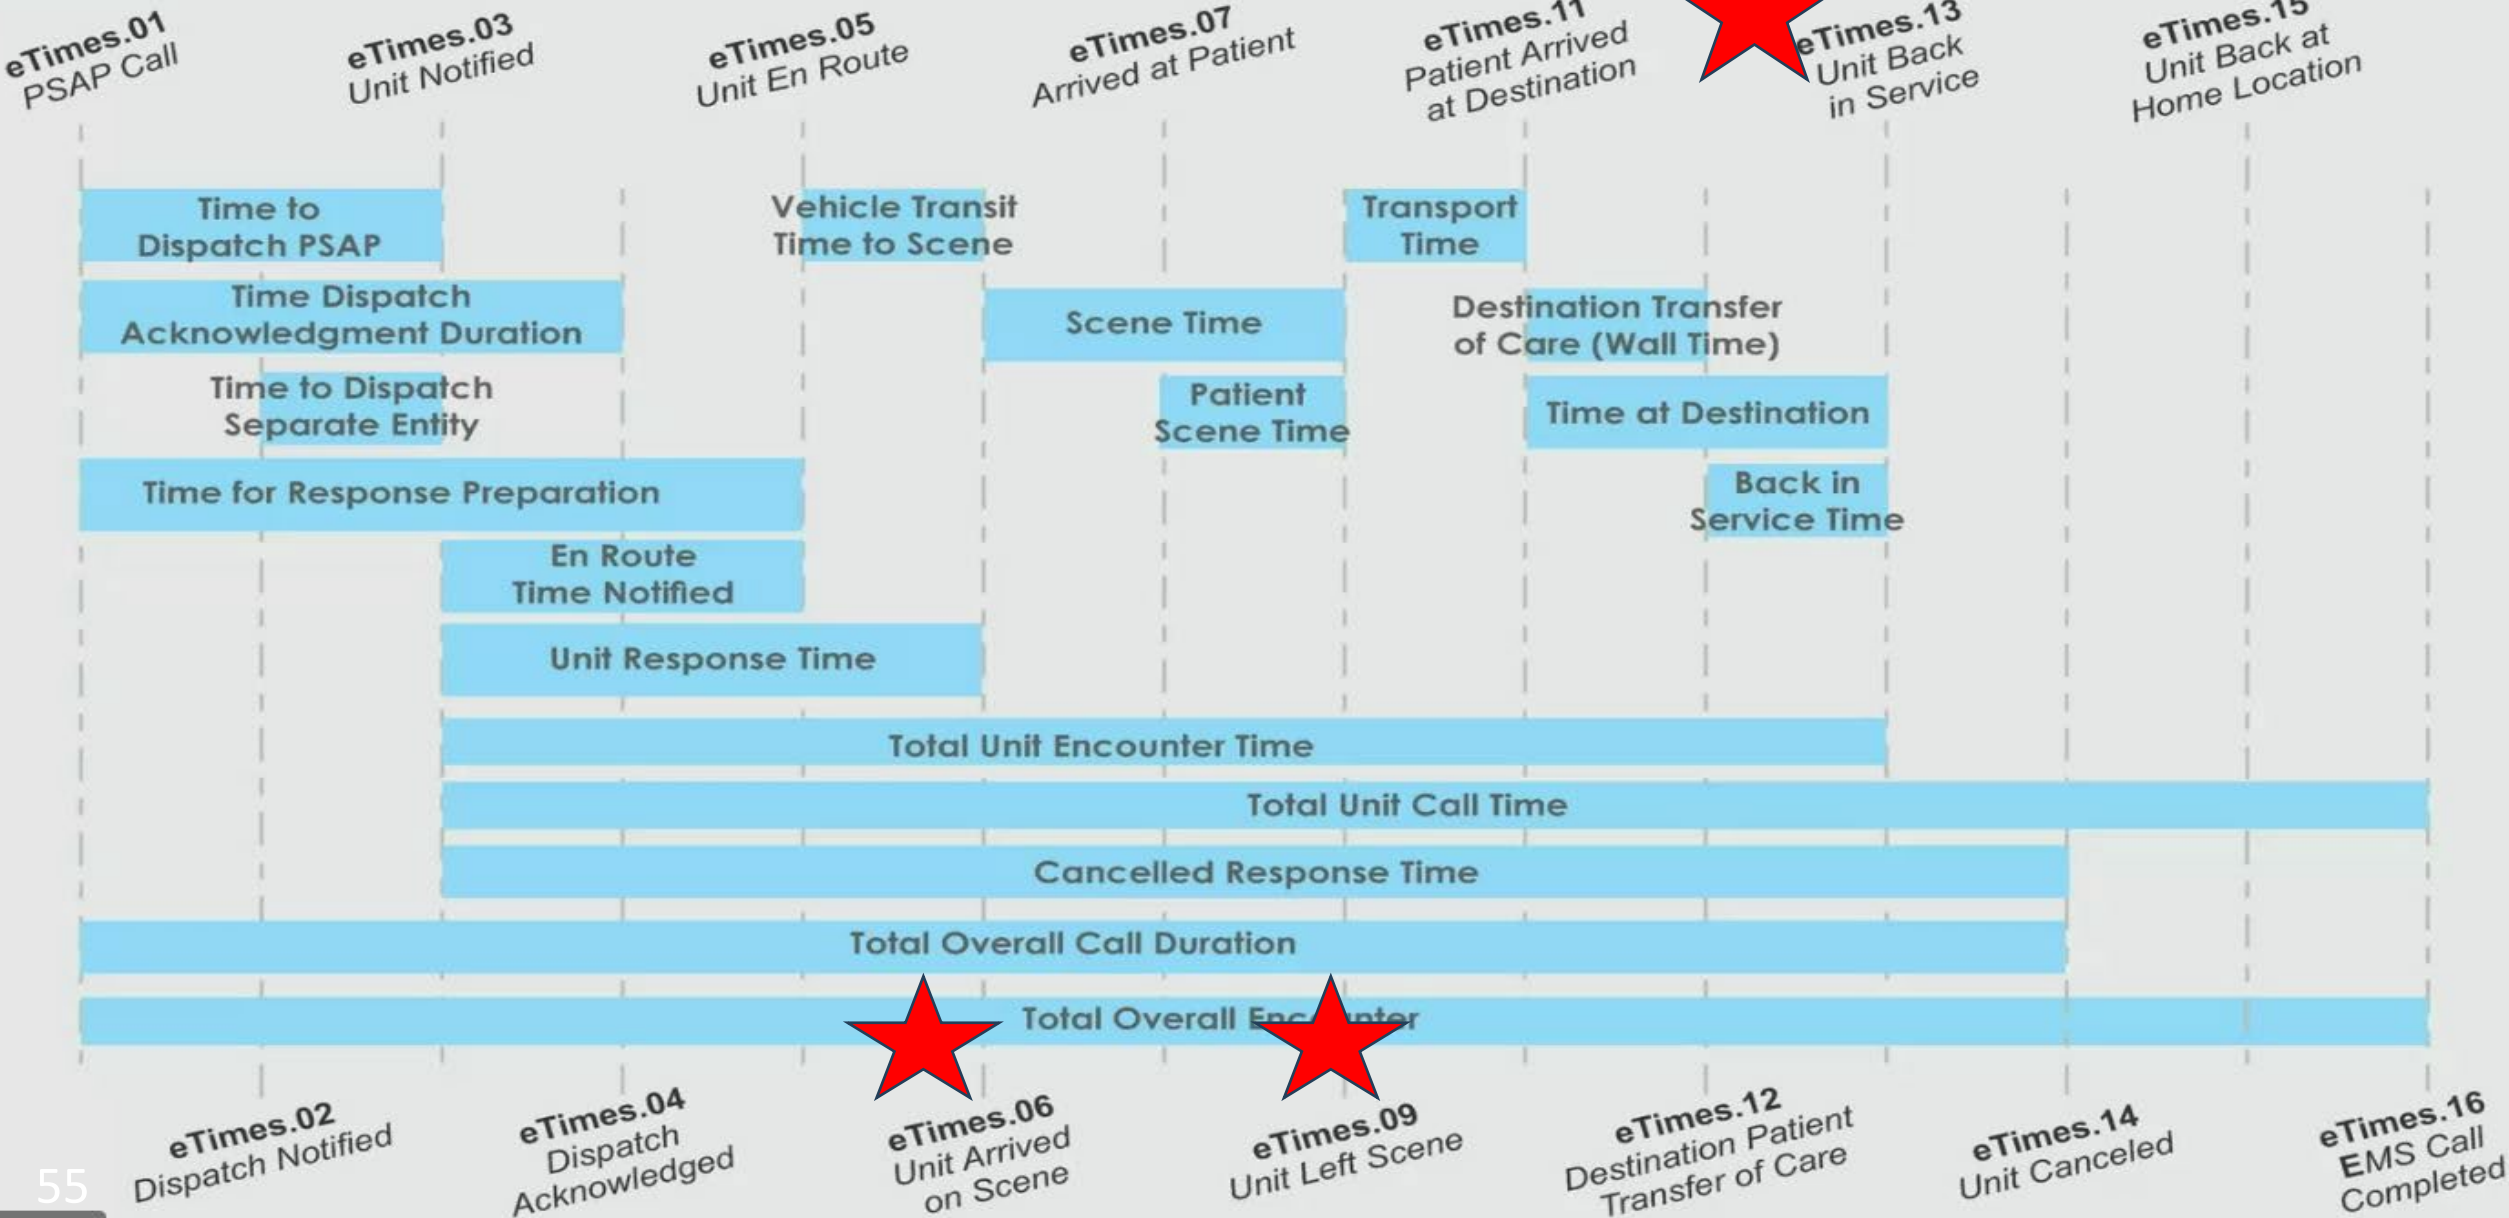 eTimes.01
PSAP Call
eTimes.03
Unit Notified
eTimes.05
Unit En Route
eTimes.07
Arrived at Patient
eTimes.11
Patient Arrived
at Destination
eTimes.13
Unit Back
in Service
eTimes.15
Unit Back at
Home Location
Time to
Dispatch PSAP
Vehicle Transit
Time to Scene
Transport
Time
Time Dispatch
Acknowledgment Duration
Scene Time
Destination Transfer
of Care (Wall Time)
Time to Dispatch
Separate Entity
Patient
Scene Time
Time at Destination
Time for Response Preparation
Back in
Service Time
En Route
Time Notified
Unit Response Time
Total Unit Encounter Time
Total Unit Call Time
Cancelled Response Time
Total Overall Call Duration
Total Overall Encounter
eTimes.02
Dispatch Notified
eTimes.04
Dispatch
Acknowledged
eTimes.06
Unit Arrived
on Scene
eTimes.09
Unit Left Scene
eTimes.12
Destination Patient
Transfer of Care
eTimes.14
Unit Canceled
eTimes.16
EMS Call
Completed
55